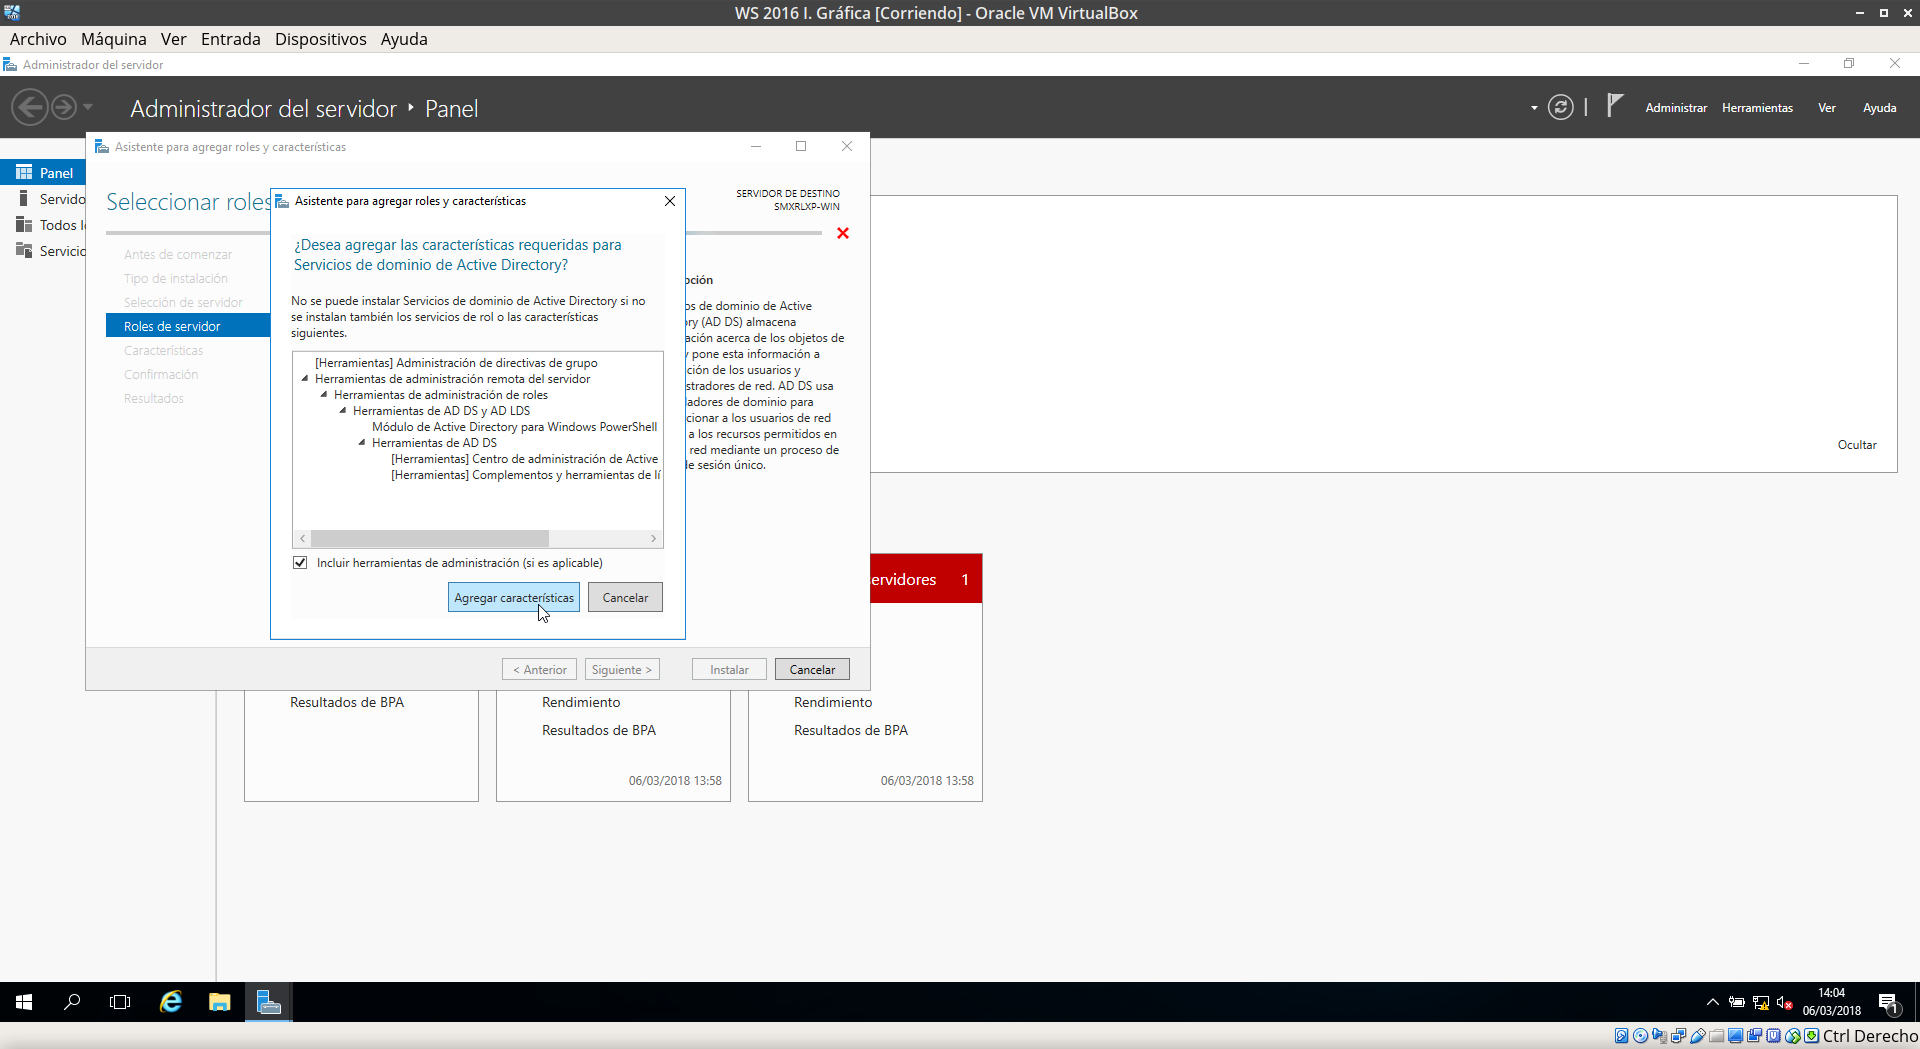 WS 2016 I. Gráfica [Corriendo] - Oracle VM VirtualBox
Archivo Máquina Ver Entrada Dispositivos Ayuda
Administrador del servidor
Administrador del servidor Panel
Administrar Herramientas Ver Ayuda
Asistente para agregar roles y características
Panel
Servido
Todos l
Servicio
Seleccionar roles
SERVIDOR DE DESTINO
SMXRLXP-WIN
Antes de comenzar
Tipo de instalación
Selección de servidor
Roles de servidor
Características
Confirmación
Resultados
Asistente para agregar roles y características
¿Desea agregar las características requeridas para
Servicios de dominio de Active Directory?
No se puede instalar Servicios de dominio de Active Directory si no
se instalan también los servicios de rol o las características
siguientes.
[Herramientas] Administración de directivas de grupo
Herramientas de administración remota del servidor
Herramientas de administración de roles
Herramientas de AD DS y AD LDS
Módulo de Active Directory para Windows PowerShell
Herramientas de AD DS
[Herramientas] Centro de administración de Active
[Herramientas] Complementos y herramientas de lí
Incluir herramientas de administración (si es aplicable)
Agregar características Cancelar
pción
os de dominio de Active
ory (AD DS) almacena
ación acerca de los objetos de
y pone esta información a
ción de los usuarios y
stradores de red. AD DS usa
ladores de dominio para
cionar a los usuarios de red
a los recursos permitidos en
red mediante un proceso de
de sesión único.
< Anterior Siguiente > Instalar Cancelar
Ocultar
ervidores 1
Resultados de BPA
Rendimiento
Resultados de BPA
06/03/2018 13:58
Rendimiento
Resultados de BPA
06/03/2018 13:58
14:04
06/03/2018
1
Ctrl Derecho